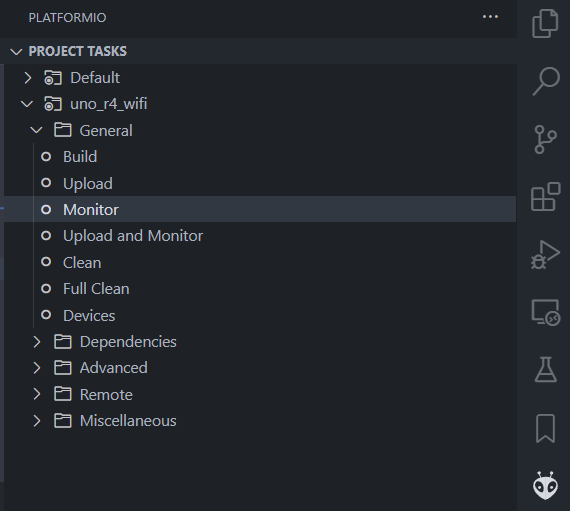 PLATFORMIO
PROJECT TASKS
Default
uno_r4_wifi
General
Build
Upload
Monitor
Upload and Monitor
Clean
Full Clean
Devices
Dependencies
Advanced
Remote
Miscellaneous